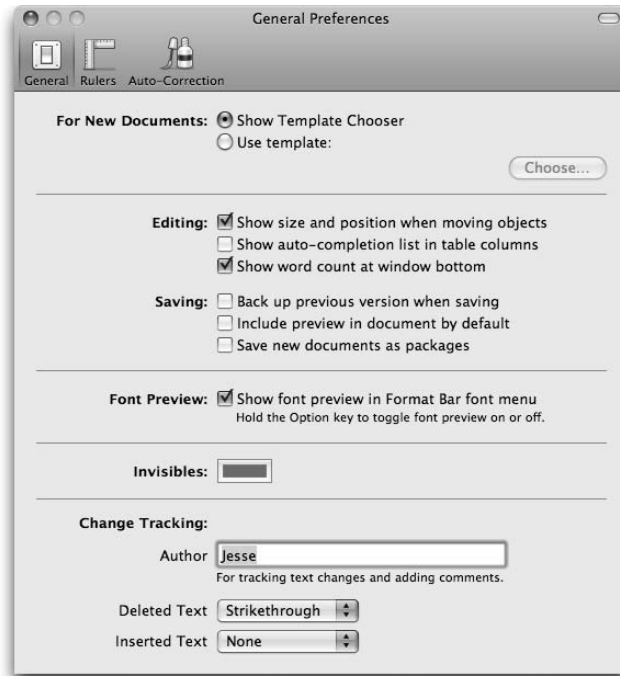 General Preferences
General Rulers Auto-Correction
For New Documents: Show Template Chooser
Use template:
Choose...
Editing: Show size and position when moving objects
Show auto-completion list in table columns
Show word count at window bottom
Saving: Back up previous version when saving
Include preview in document by default
Save new documents as packages
Font Preview: Show font preview in Format Bar font menu
Hold the Option key to toggle font preview on or off.
Invisibles:
Change Tracking:
Author Jesse
For tracking text changes and adding comments.
Deleted Text Strikethrough
Inserted Text None